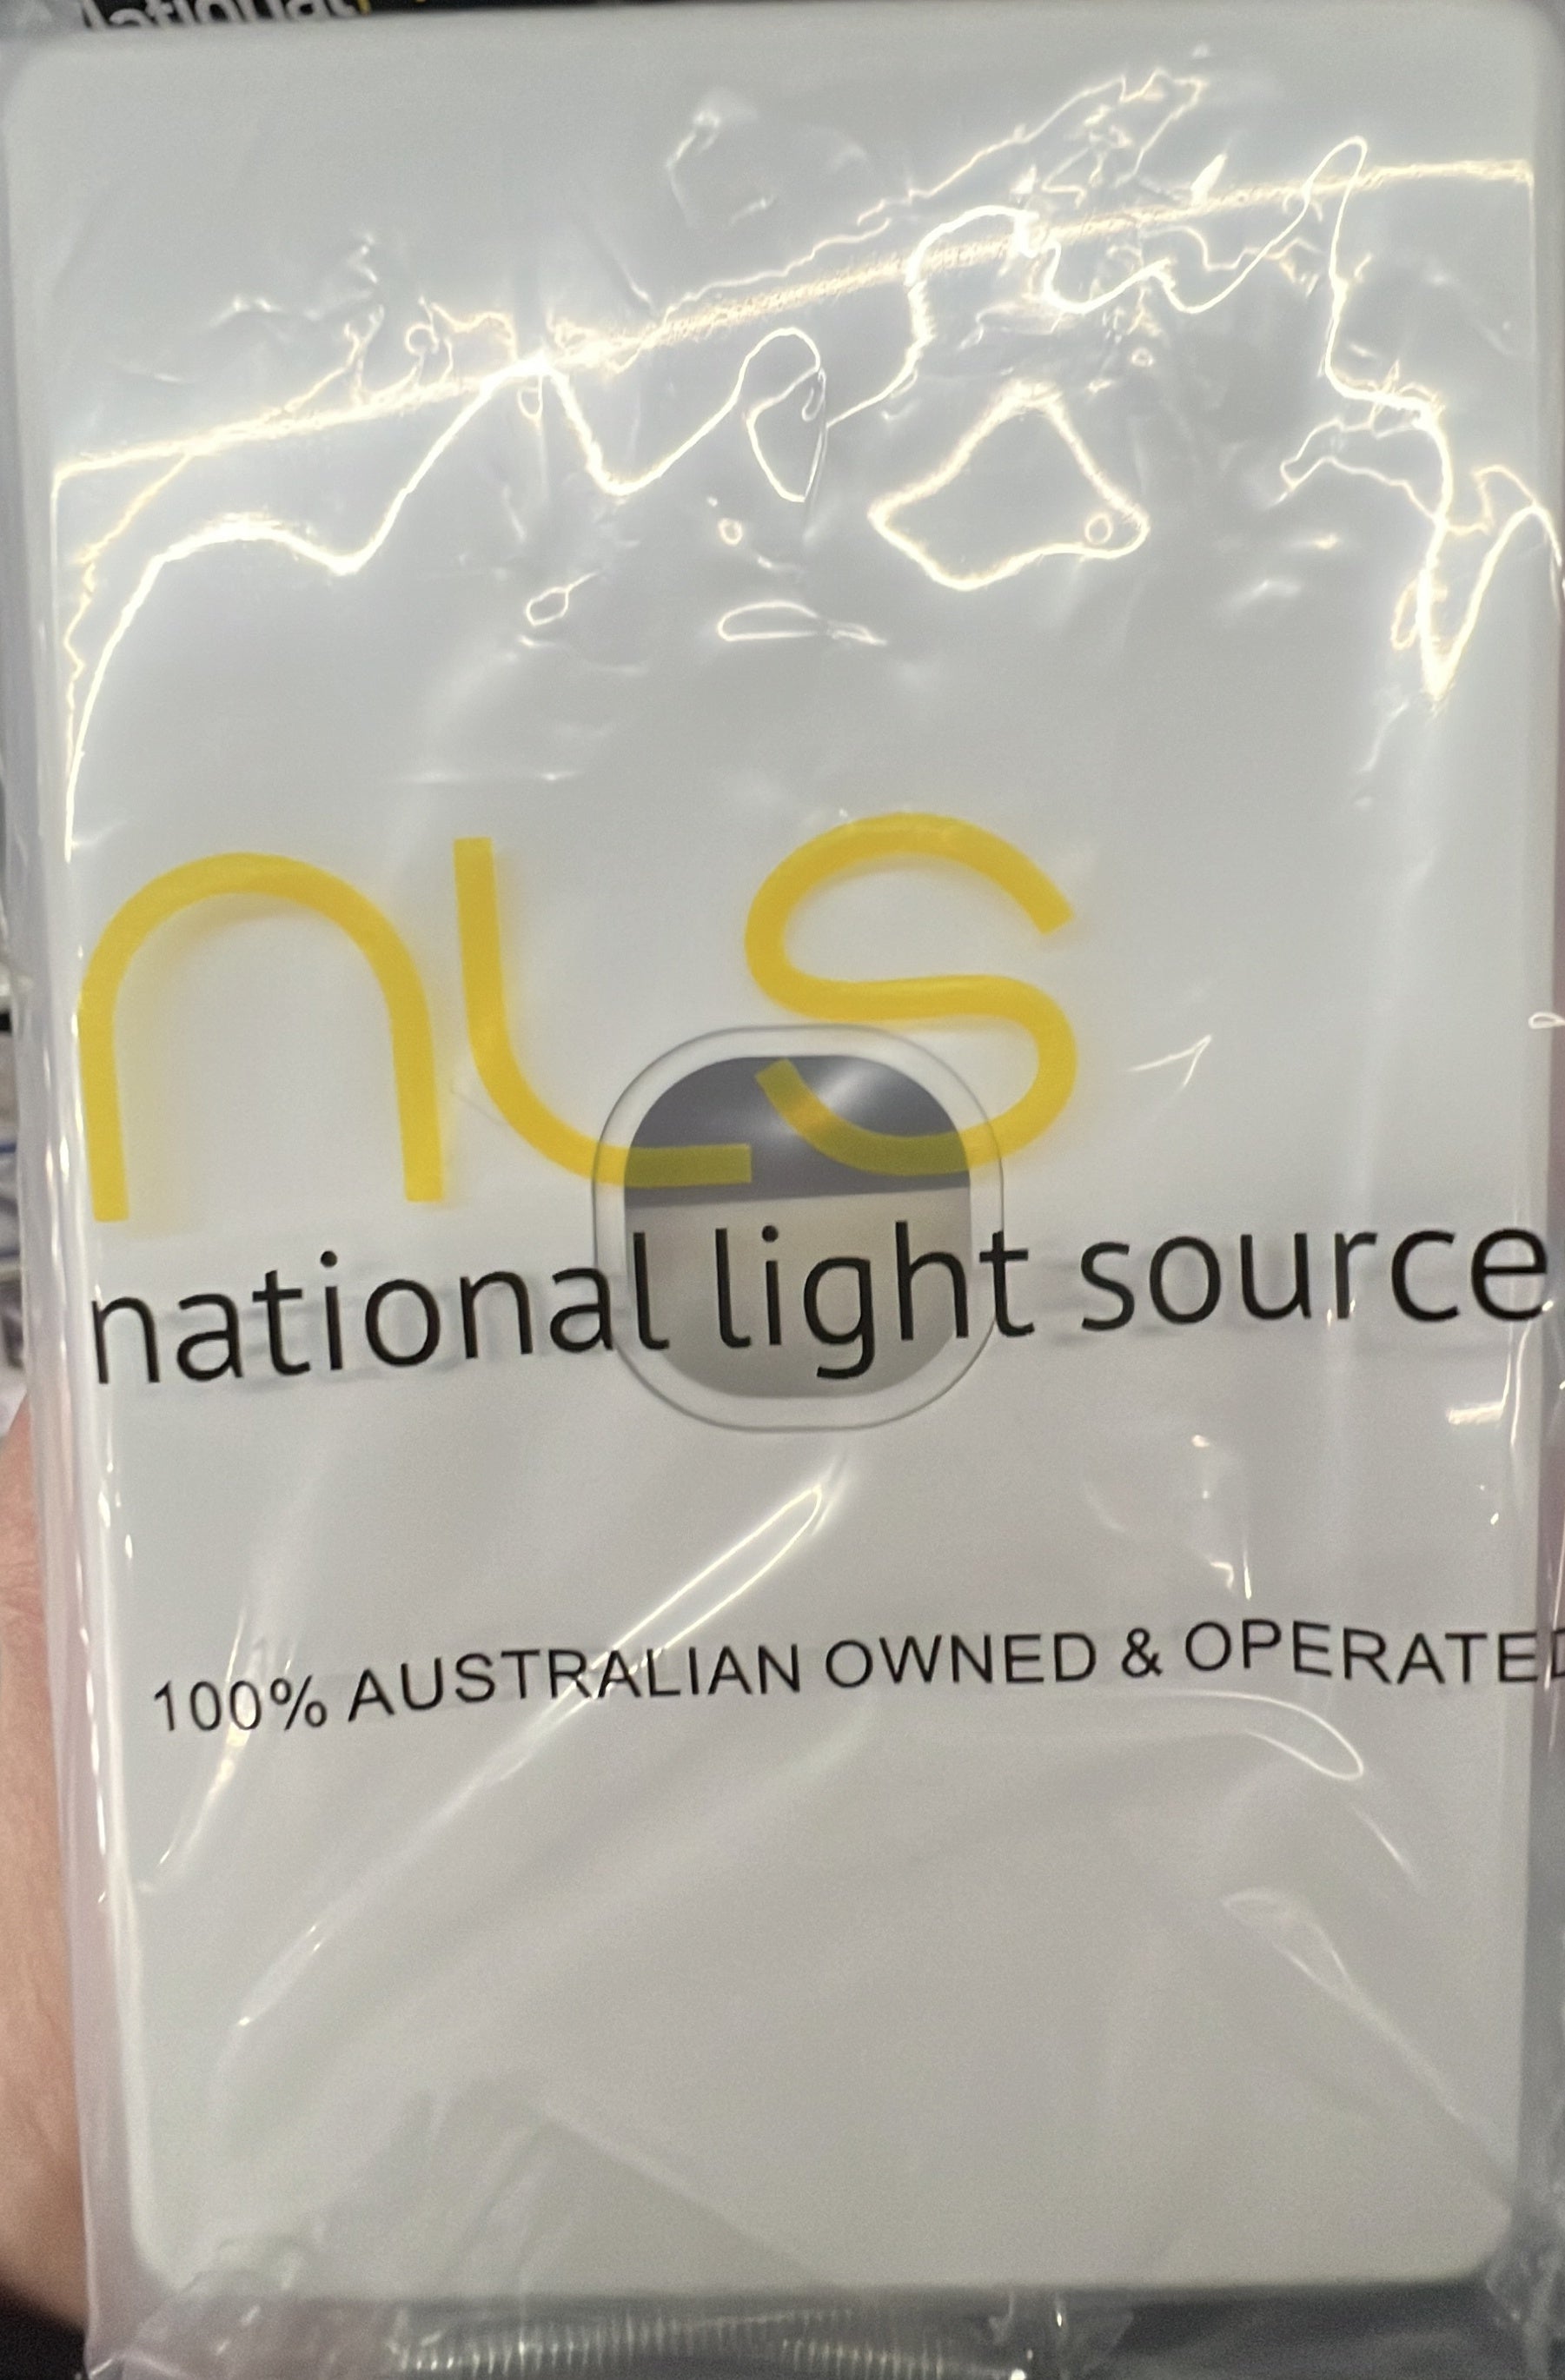 nLS
national light source
100% AUSTRALIAN OWNED & OPERATED